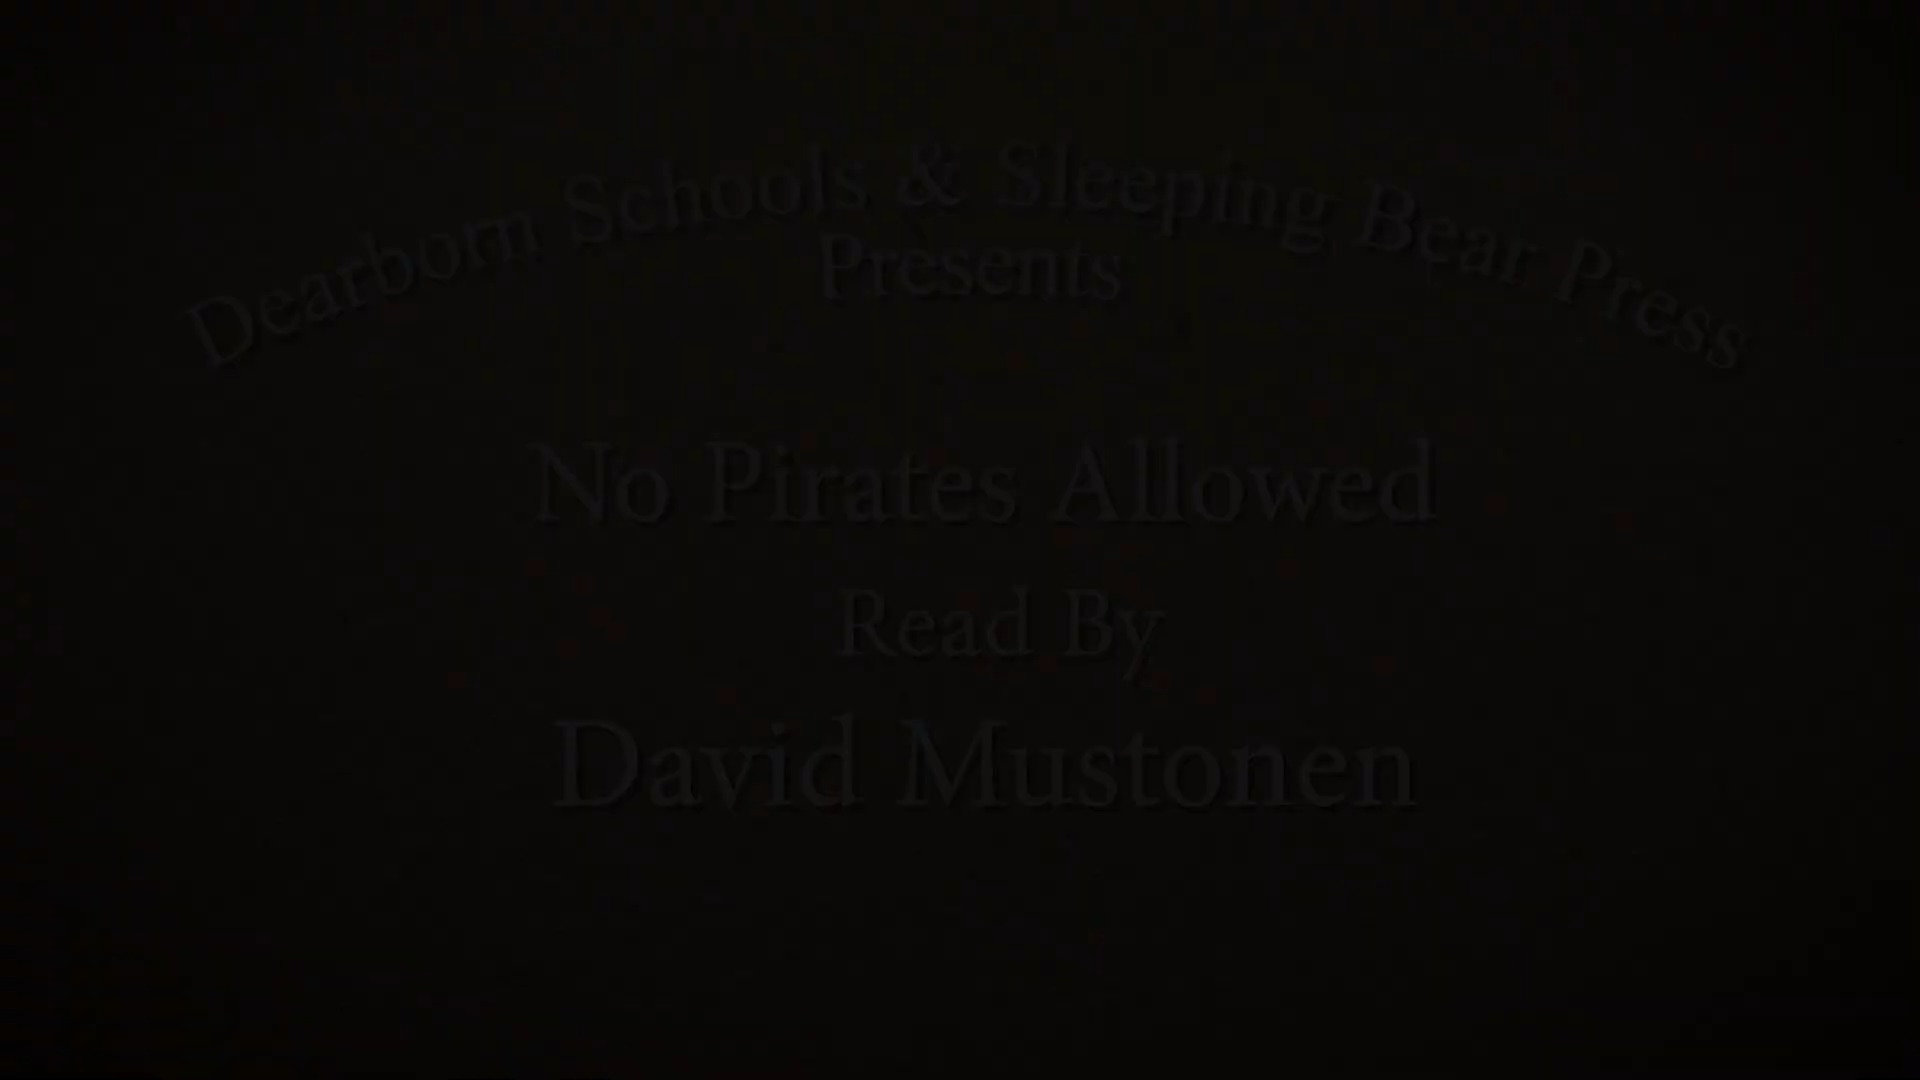 Dearborn Schools & Sleeping Bear Press
Presents
No Pirates Allowed
Read By
David Mustonen